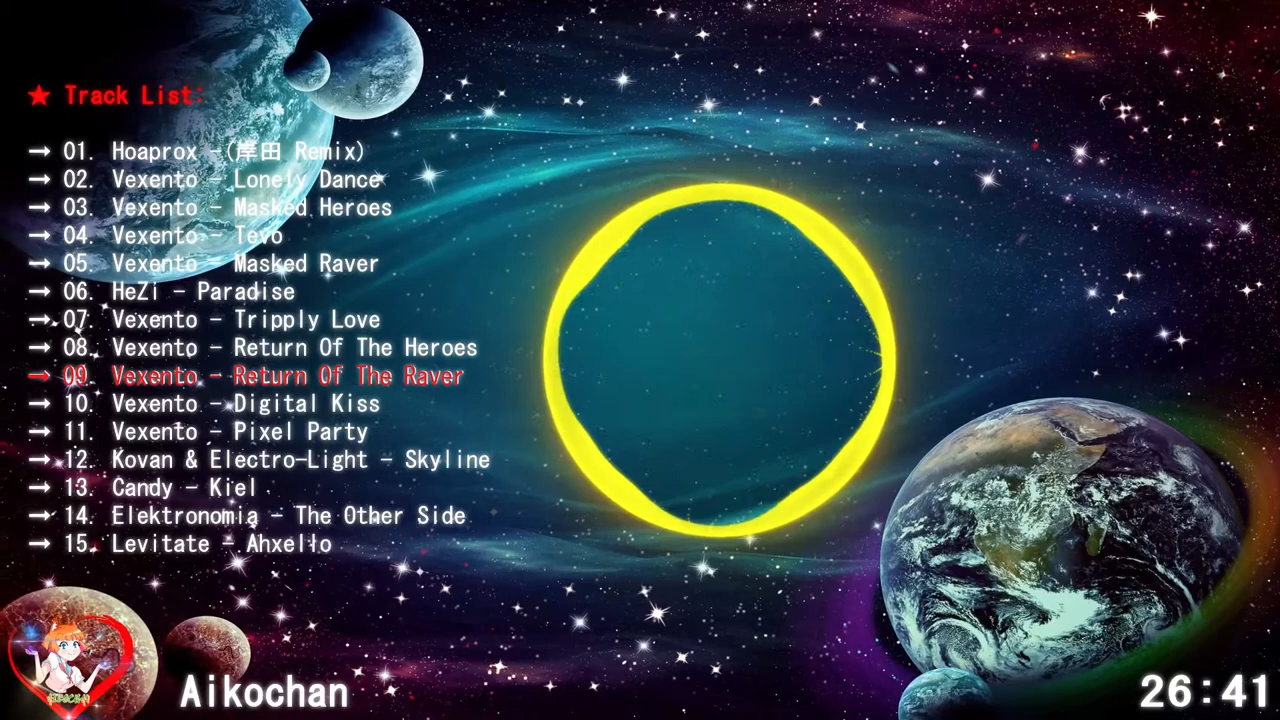 ★ Track List:
→ 01. Hoaprox -(岸田 Remix)
→ 02. Vexento - Lonely Dance
→ 03. Vexento - Masked Heroes
→ 04. Vexento - Tevo
→ 05. Vexento - Masked Raver
→ 06. HeZi - Paradise
→ 07. Vexento - Tripply Love
→ 08. Vexento - Return Of The Heroes
→ 09. Vexento - Return Of The Raver
→ 10. Vexento - Digital Kiss
→ 11. Vexento - Pixel Party
→ 12. Kovan & Electro-Light - Skyline
→ 13. Candy - Kiel
→ 14. Elektronomia - The Other Side
→ 15. Levitate - Ahxello
Aikochan
26:41